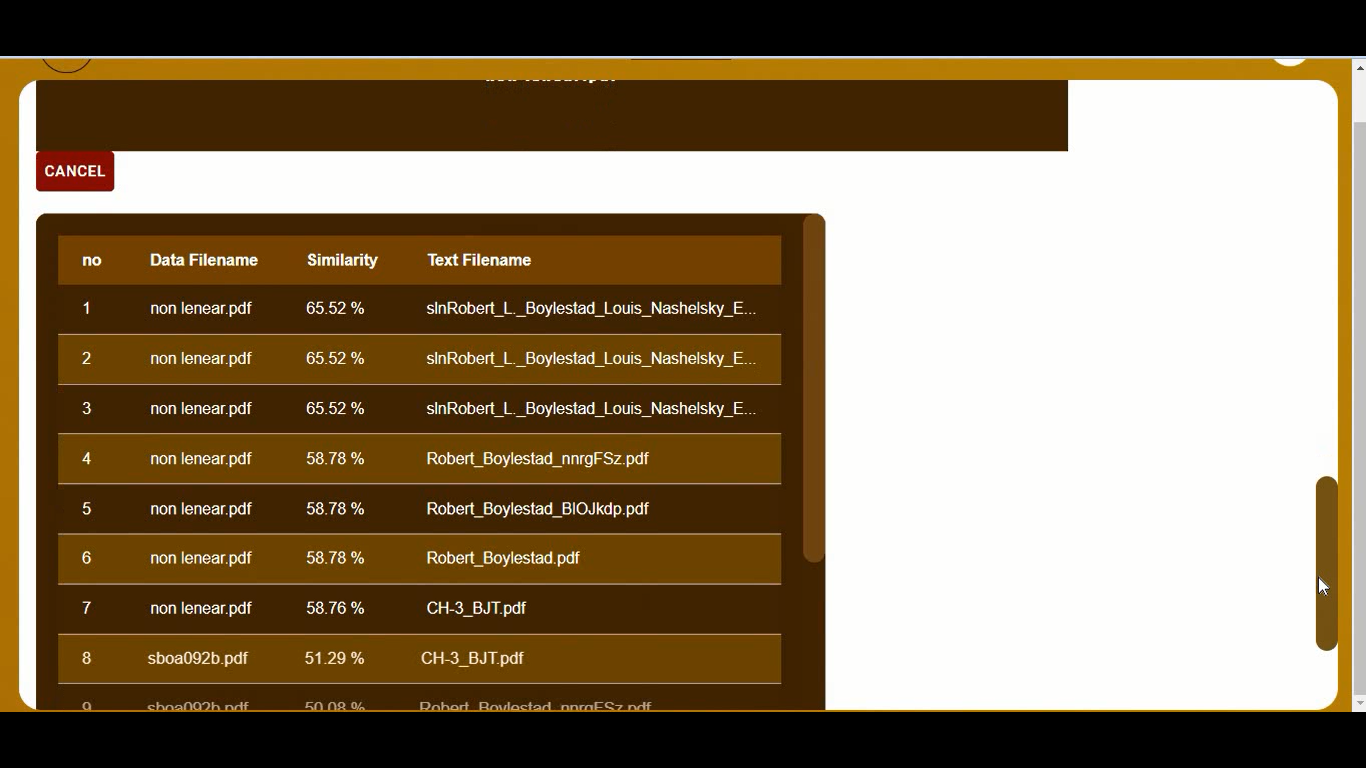 CANCEL
no Data Filename Similarity Text Filename
1 non lenear.pdf 65.52 % slnRobert_L._Boylestad_Louis_Nashelsky_E...
2 non lenear.pdf 65.52 % slnRobert_L._Boylestad_Louis_Nashelsky_E...
3 non lenear.pdf 65.52 % slnRobert_L._Boylestad_Louis_Nashelsky_E...
4 non lenear.pdf 58.78 % Robert_Boylestad_nnrgFSz.pdf
5 non lenear.pdf 58.78 % Robert_Boylestad_BlOJkdp.pdf
6 non lenear.pdf 58.78 % Robert_Boylestad.pdf
7 non lenear.pdf 58.76 % CH-3_BJT.pdf
8 sboa092b.pdf 51.29 % CH-3_BJT.pdf
9 sboa092b.pdf 50.08 % Robert_Boylestad_nnrgFSz.pdf